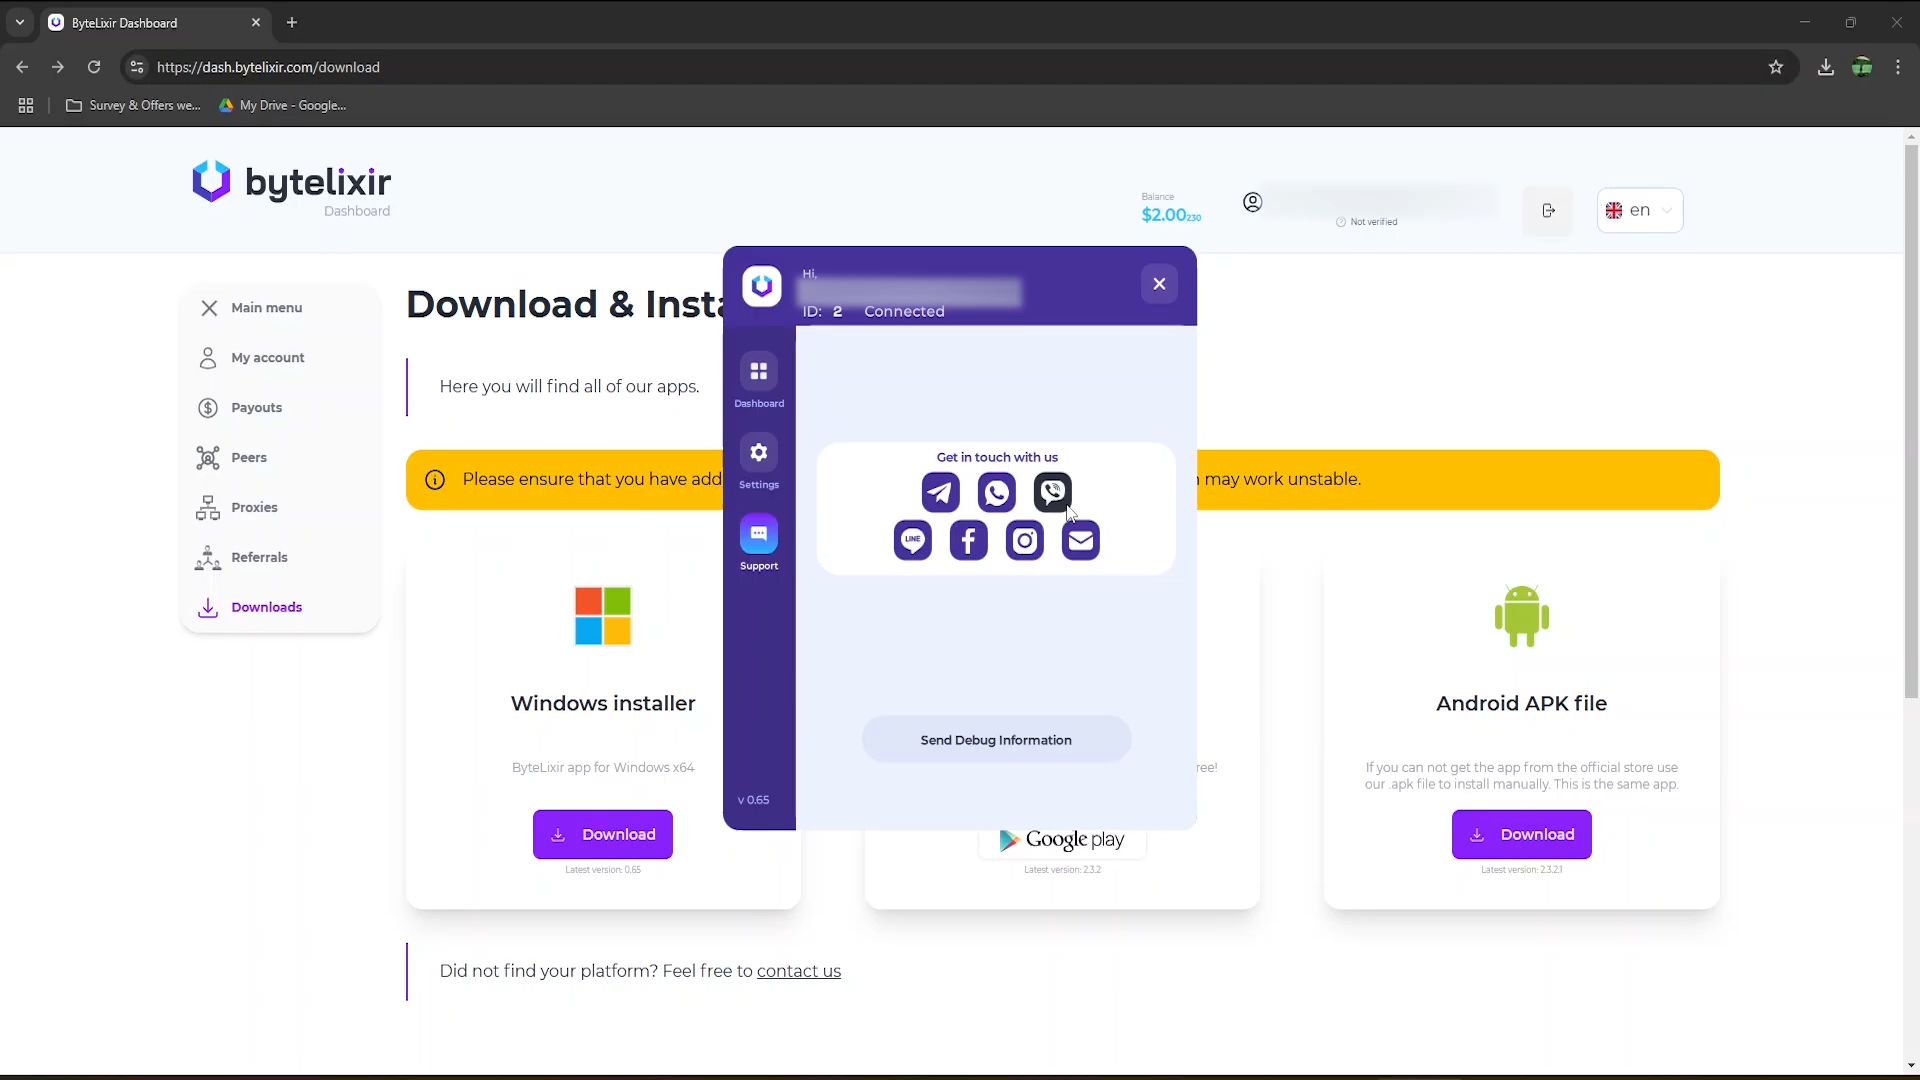 ByteLixir Dashboard
https://dash.bytelixir.com/download
Survey & Offers we...
My Drive - Google...
bytelixir
Dashboard
Balance
$2.00230
Not verified
en
Main menu
My account
Payouts
Peers
Proxies
Referrals
Downloads
Download & Insta
Here you will find all of our apps.
Please ensure that you have add
may work unstable.
Hi,
ID: 2 Connected
Dashboard
Settings
Support
v 0.65
Get in touch with us
LINE
Send Debug Information
Windows installer
ByteLixir app for Windows x64
Download
Latest version: 0.65
ree!
Google play
Latest version: 2.3.2
Android APK file
If you can not get the app from the official store use
our .apk file to install manually. This is the same app.
Download
Latest version: 2.3.2.1
Did not find your platform? Feel free to contact us